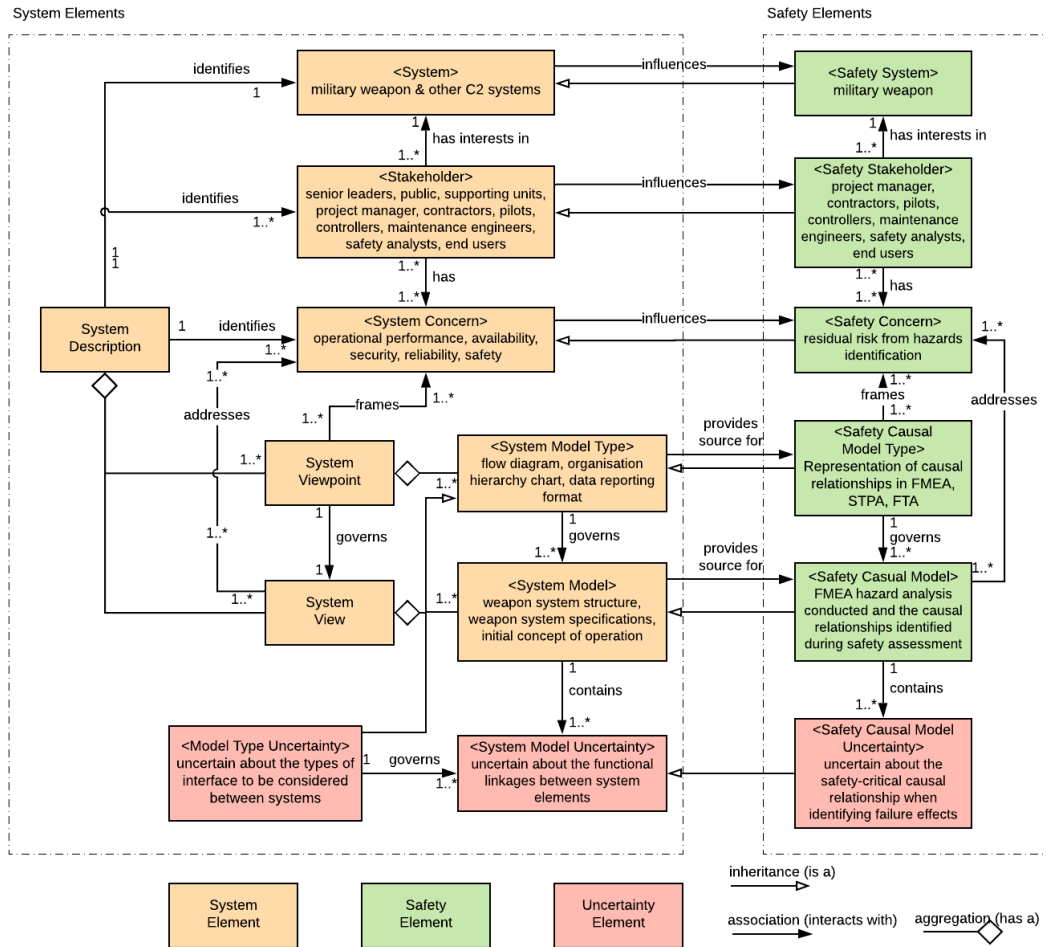 System Elements
Safety Elements
<System>
military weapon & other C2 systems
influences
<Safety System>
military weapon
identifies
1
1
has interests in
1..*
1
has interests in
1..*
<Stakeholder>
senior leaders, public, supporting units,
project manager, contractors, pilots,
controllers, maintenance engineers,
safety analysts, end users
influences
<Safety Stakeholder>
project manager,
contractors, pilots,
controllers, maintenance
engineers, safety analysts,
end users
identifies
1..*
1
1
1..*
has
1..*
1..*
has
1..*
System
Description
1
identifies
1..*
<System Concern>
operational performance, availability,
security, reliability, safety
influences
<Safety Concern>
residual risk from hazards
identification
1..*
1..*
addresses
1..*
frames
1..*
1..*
frames
1..*
addresses
provides
source for
1..*
System
Viewpoint
<System Model Type>
flow diagram, organisation
hierarchy chart, data reporting
format
1..*
<Safety Causal
Model Type>
Representation of causal
relationships in FMEA,
STPA, FTA
1
governs
1
1
governs
1..*
1
governs
1..*
provides
source for
1..*
1..*
System
View
1..*
<System Model>
weapon system structure,
weapon system specifications,
initial concept of operation
<Safety Casual Model>
FMEA hazard analysis
conducted and the causal
relationships identified
during safety assessment
1..*
1
contains
1..*
1
contains
1..*
<Model Type Uncertainty>
uncertain about the types of
interface to be considered
between systems
1
governs
1..*
<System Model Uncertainty>
uncertain about the functional
linkages between system
elements
<Safety Causal Model
Uncertainty>
uncertain about the
safety-critical causal
relationship when
identifying failure effects
System
Element
Safety
Element
Uncertainty
Element
inheritance (is a)
association (interacts with)
aggregation (has a)